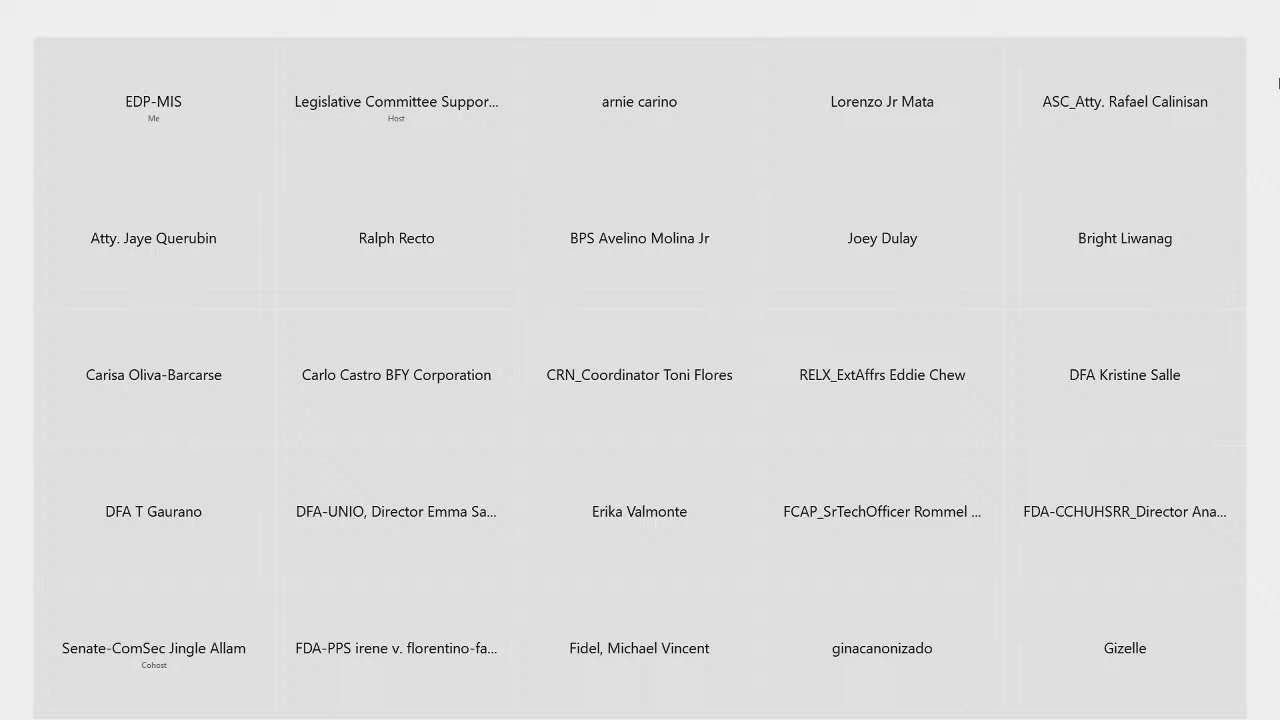 EDP-MIS
Me
Legislative Committee Suppor...
Host
arnie carino
Lorenzo Jr Mata
ASC_Atty. Rafael Calinisan
Atty. Jaye Querubin
Ralph Recto
BPS Avelino Molina Jr
Joey Dulay
Bright Liwanag
Carisa Oliva-Barcarse
Carlo Castro BFY Corporation
CRN_Coordinator Toni Flores
RELX_ExtAffrs Eddie Chew
DFA Kristine Salle
DFA T Gaurano
DFA-UNIO, Director Emma Sa...
Erika Valmonte
FCAP_SrTechOfficer Rommel ...
FDA-CCHUHSRR_Director Ana...
Senate-ComSec Jingle Allam
Cohost
FDA-PPS irene v. florentino-fa...
Fidel, Michael Vincent
ginacanonizado
Gizelle